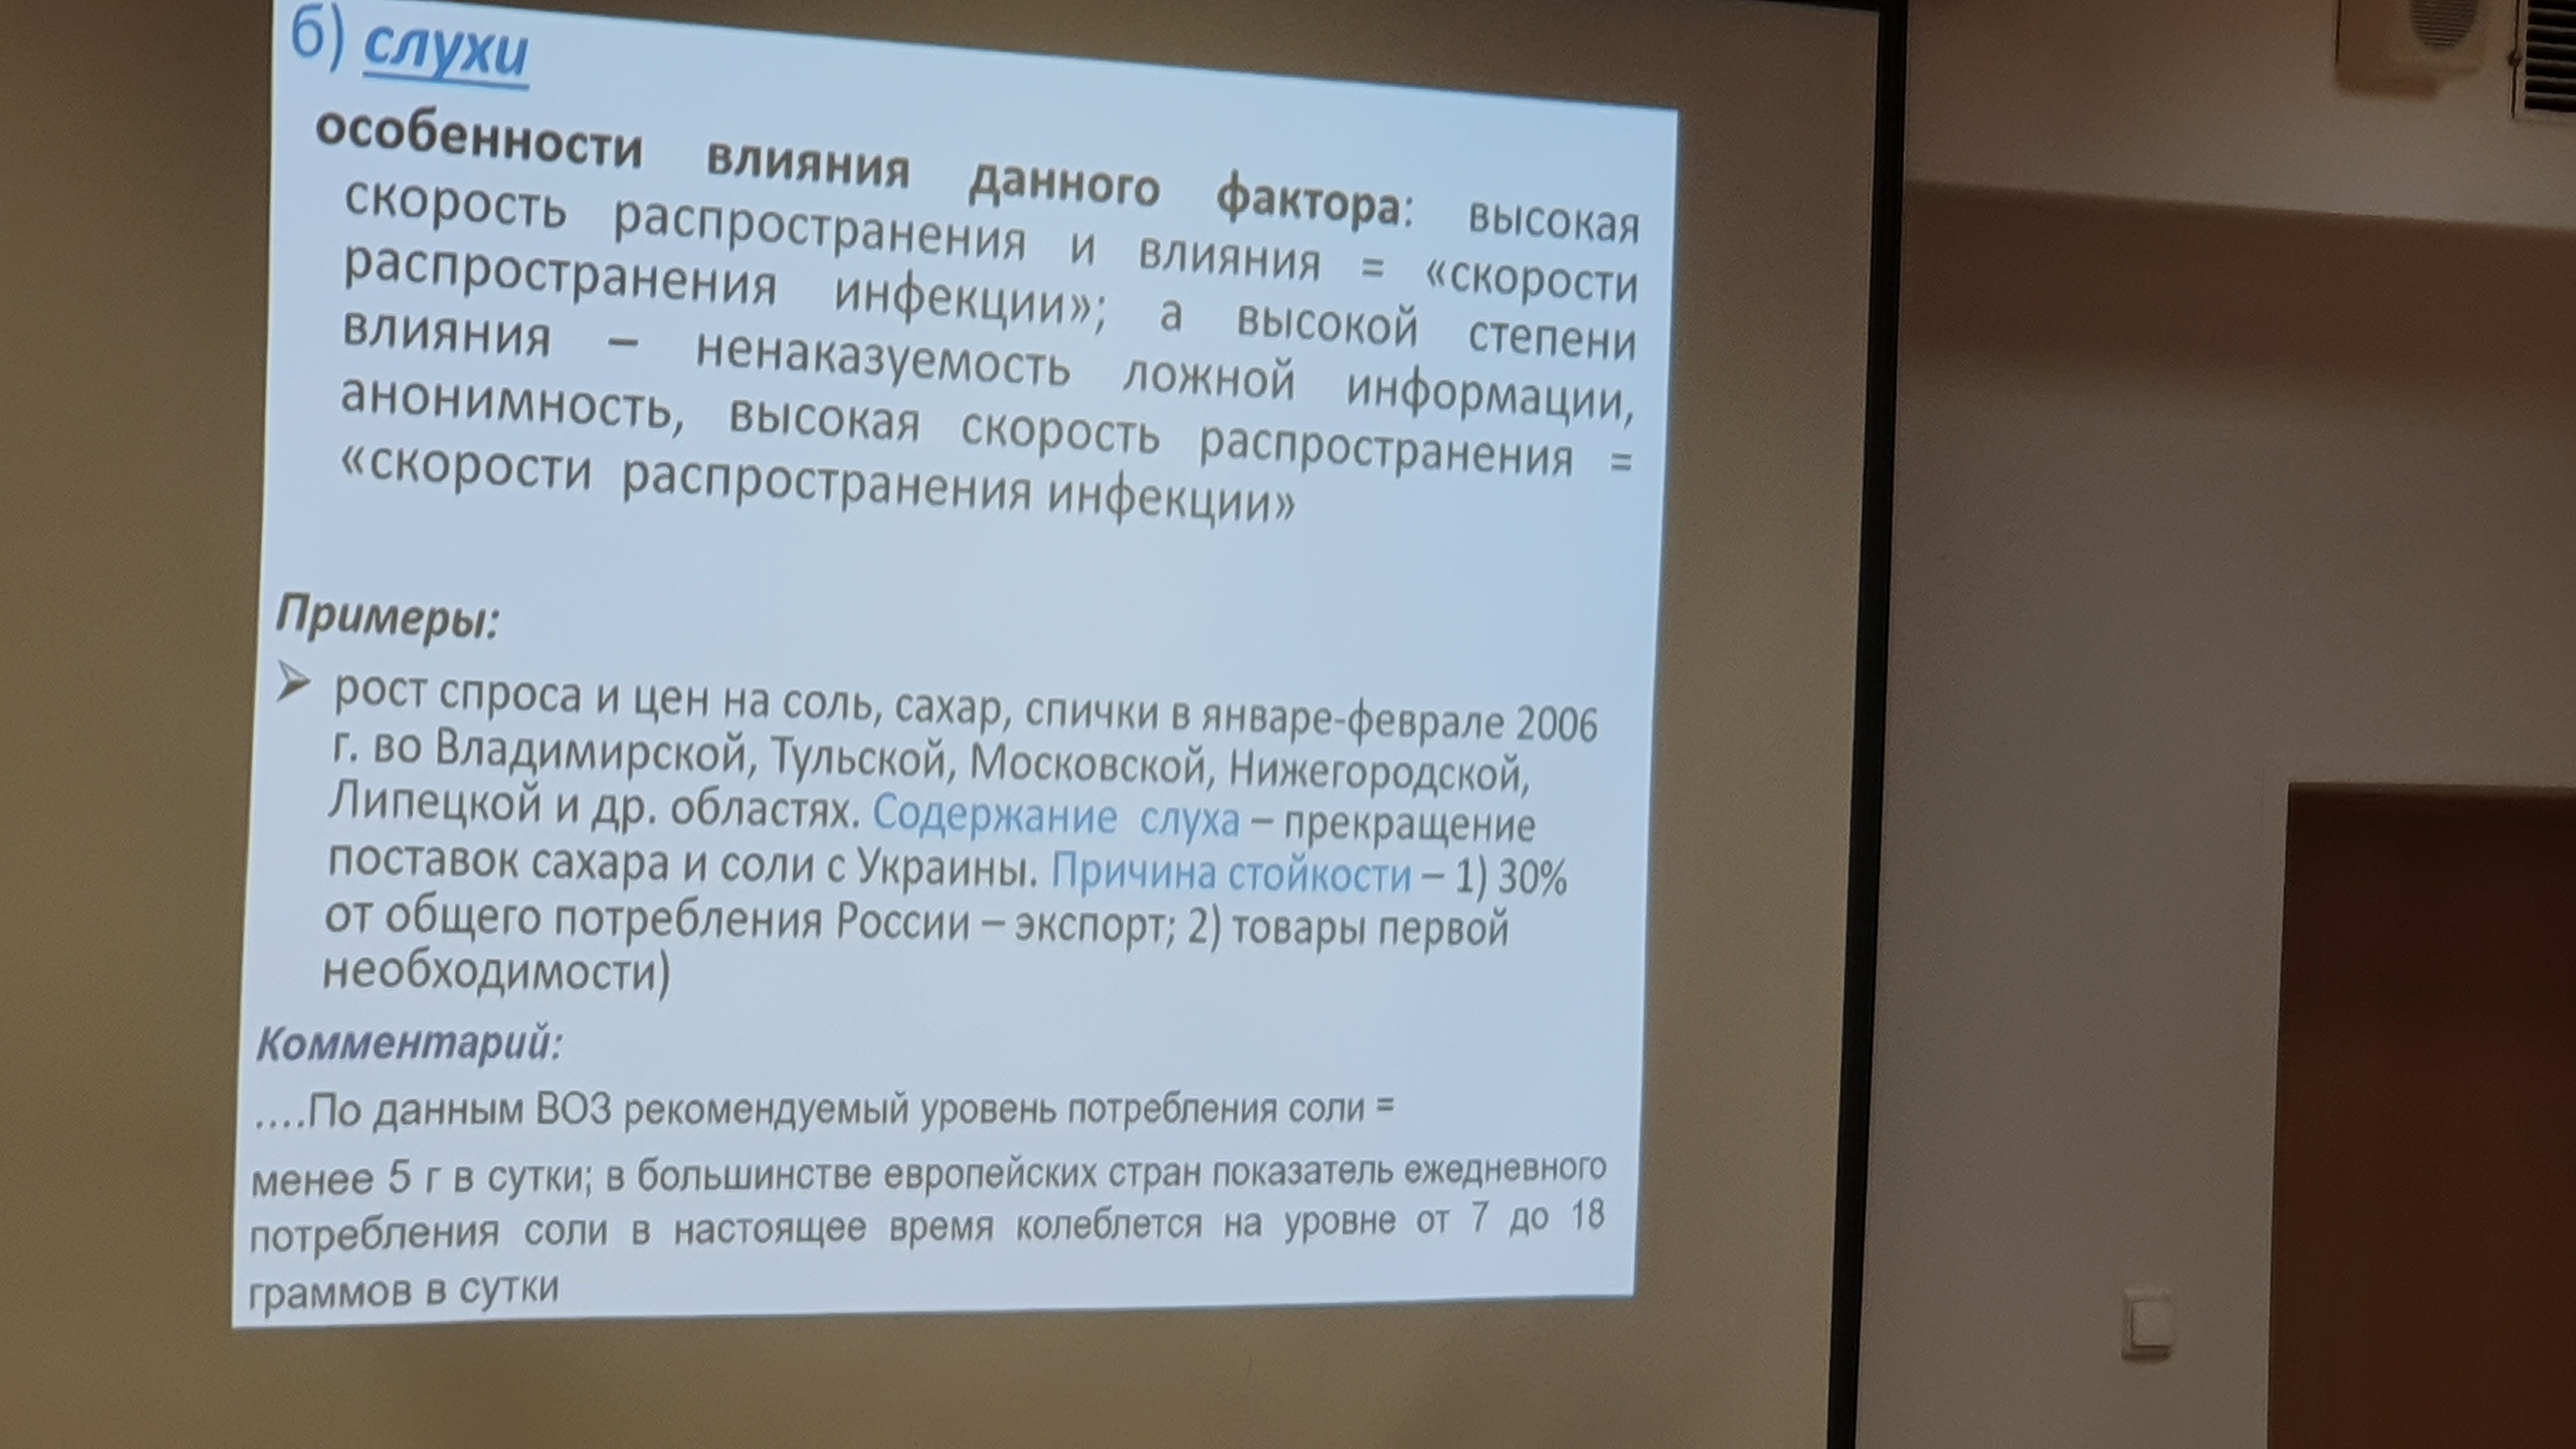 б) слухи
особенности влияния данного фактора: высокая
скорость распространения и влияния = «скорости
распространения инфекции»; а высокой степени
влияния – ненаказуемость ложной информации,
анонимность, высокая скорость распространения =
«скорости распространения инфекции»
Примеры:
➢ рост спроса и цен на соль, сахар, спички в январе-феврале 2006
г. во Владимирской, Тульской, Московской, Нижегородской,
Липецкой и др. областях. Содержание слуха – прекращение
поставок сахара и соли с Украины. Причина стойкости – 1) 30%
от общего потребления России – экспорт; 2) товары первой
необходимости)
Комментарий:
....По данным ВОЗ рекомендуемый уровень потребления соли =
менее 5 г в сутки; в большинстве европейских стран показатель ежедневного
потребления соли в настоящее время колеблется на уровне от 7 до 18
граммов в сутки